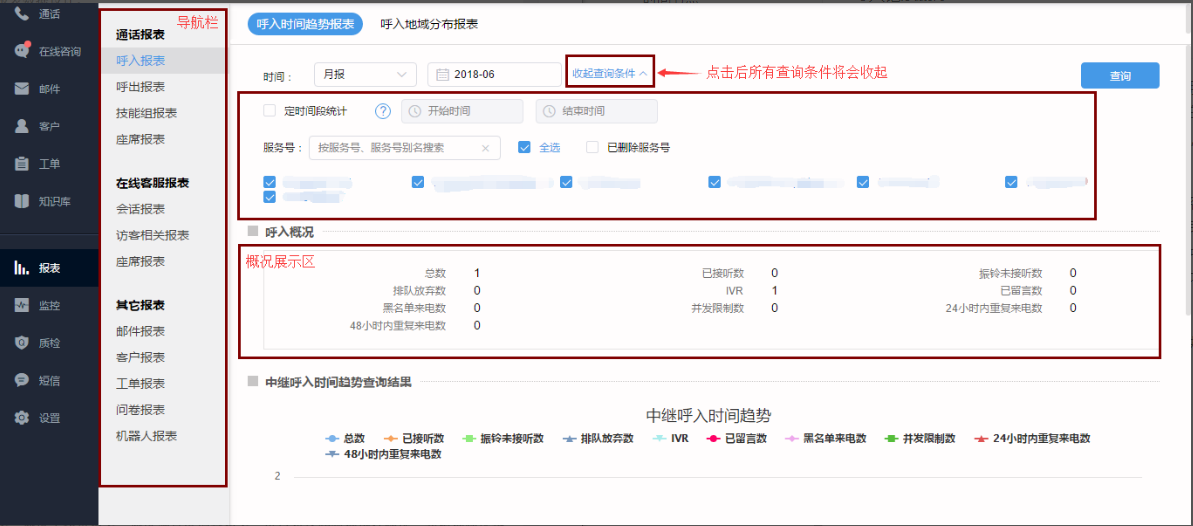 通话
在线咨询
邮件
客户
工单
知识库
报表
监控
质检
短信
设置
导航栏
通话报表
呼入报表
呼出报表
技能组报表
座席报表
在线客服报表
会话报表
访客相关报表
座席报表
其它报表
邮件报表
客户报表
工单报表
问卷报表
机器人报表
呼入时间趋势报表 呼入地域分布报表
时间： 月报 2018-06 收起查询条件 点击后所有查询条件将会收起 查询
定时间段统计 ? 开始时间 结束时间
服务号： 按服务号、服务号别名搜索 × 全选 已删除服务号
呼入概况
概况展示区
总数 1 已接听数 0 振铃未接听数 0
排队放弃数 0 IVR 1 已留言数 0
黑名单来电数 0 并发限制数 0 24小时内重复来电数 0
48小时内重复来电数 0
中继呼入时间趋势查询结果
中继呼入时间趋势
总数 已接听数 振铃未接听数 排队放弃数 IVR 已留言数 黑名单来电数 并发限制数 24小时内重复来电数
48小时内重复来电数
2